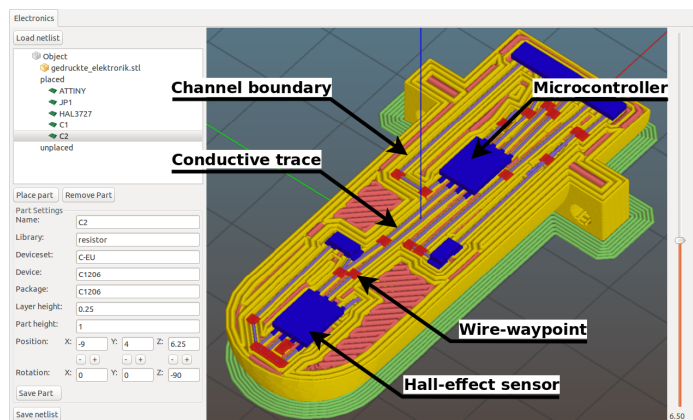 Electronics
Load netlist
Object
gedruckte_elektrorik.stl
placed
ATTINY
JP1
HAL3727
C1
C2
unplaced
Place part Remove Part
Part Settings
Name: C2
Library: resistor
Deviceset: C-EU
Device: C1206
Package: C1206
Layer height: 0.25
Part height: 1
Position: X: -9 Y: 4 Z: 6.25
- + - + - +
Rotation: X: 0 Y: 0 Z: -90
Save Part
Save netlist
Channel boundary
Microcontroller
Conductive trace
Wire-waypoint
Hall-effect sensor
6.50